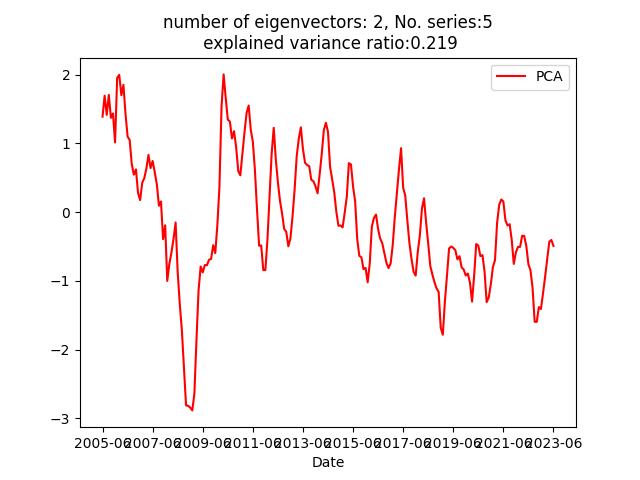 number of eigenvectors: 2, No. series:5
explained variance ratio:0.219
PCA
2
1
0
−1
−2
−3
2005-06 2007-06 2009-06 2011-06 2013-06 2015-06 2017-06 2019-06 2021-06 2023-06
Date